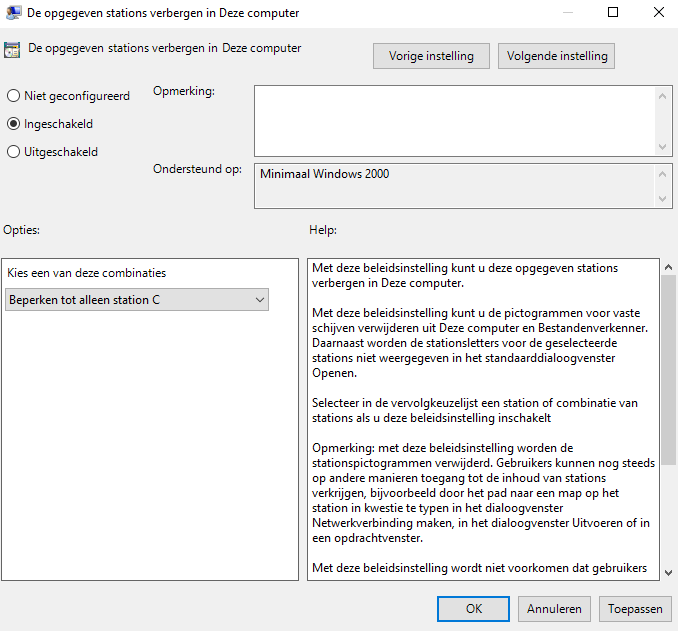 De opgegeven stations verbergen in Deze computer
De opgegeven stations verbergen in Deze computer
Vorige instelling
Volgende instelling
Niet geconfigureerd
Opmerking:
Ingeschakeld
Uitgeschakeld
Ondersteund op:
Minimaal Windows 2000
Opties:
Help:
Kies een van deze combinaties
Beperken tot alleen station C
Met deze beleidsinstelling kunt u deze opgegeven stations
verbergen in Deze computer.
Met deze beleidsinstelling kunt u de pictogrammen voor vaste
schijven verwijderen uit Deze computer en Bestandenverkenner.
Daarnaast worden de stationsletters voor de geselecteerde
stations niet weergegeven in het standaarddialoogvenster
Openen.
Selecteer in de vervolgkeuzelijst een station of combinatie van
stations als u deze beleidsinstelling inschakelt
Opmerking: met deze beleidsinstelling worden de
stationspictogrammen verwijderd. Gebruikers kunnen nog steeds
op andere manieren toegang tot de inhoud van stations
verkrijgen, bijvoorbeeld door het pad naar een map op het
station in kwestie te typen in het dialoogvenster
Netwerkverbinding maken, in het dialoogvenster Uitvoeren of in
een opdrachtvenster.
Met deze beleidsinstelling wordt niet voorkomen dat gebruikers
OK
Annuleren
Toepassen